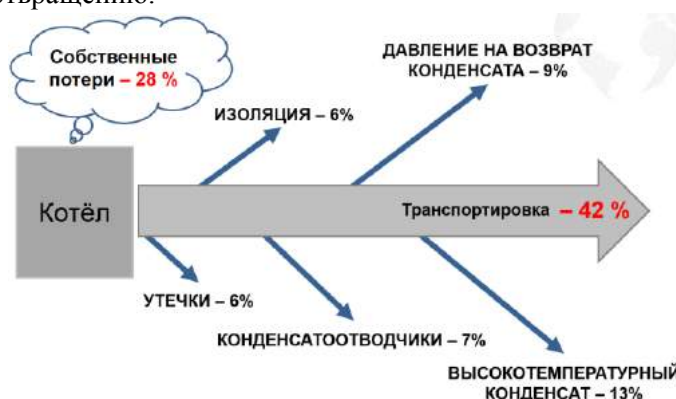 отвращению.
Собственные
потери – 28 %
ДАВЛЕНИЕ НА ВОЗВРАТ
КОНДЕНСАТА – 9%
ИЗОЛЯЦИЯ – 6%
Котёл
Транспортировка – 42 %
УТЕЧКИ – 6%
КОНДЕНСАТООТВОДЧИКИ – 7%
ВЫСОКОТЕМПЕРАТУРНЫЙ
КОНДЕНСАТ – 13%